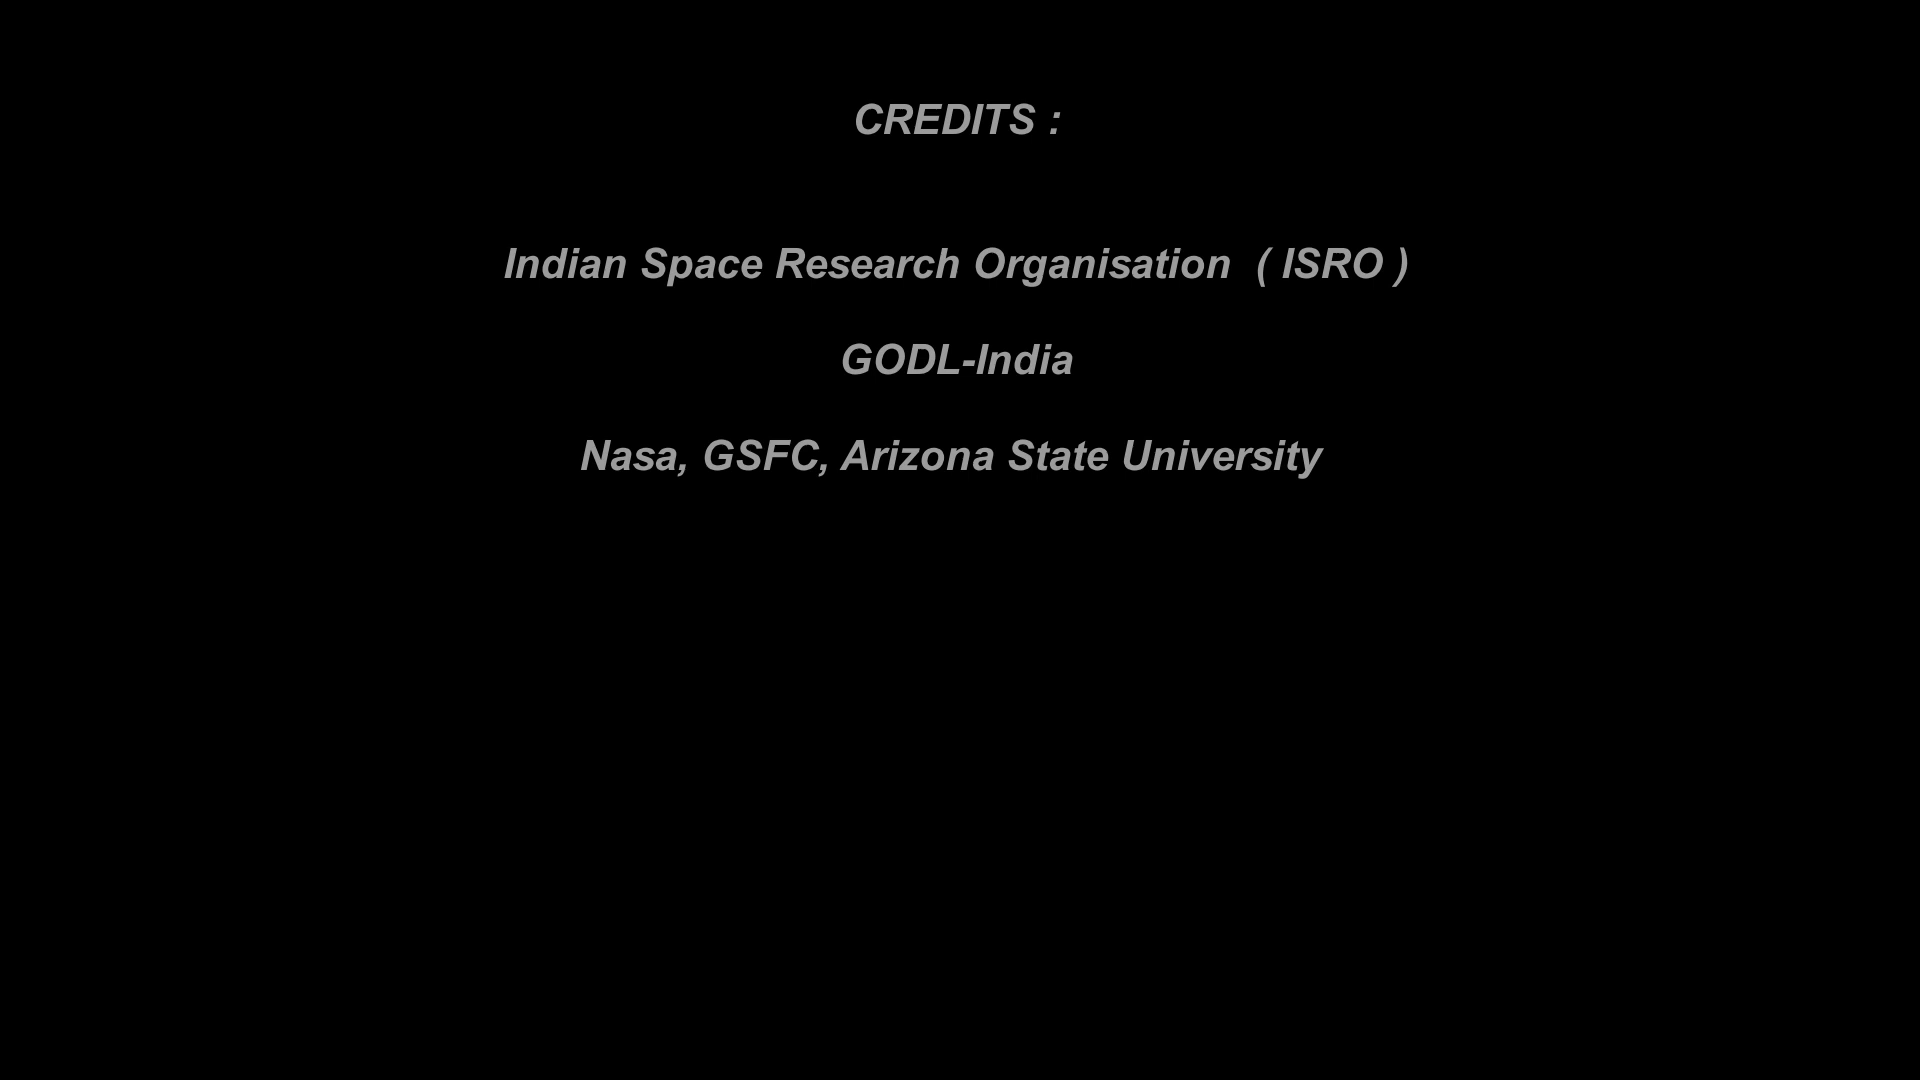 CREDITS :
Indian Space Research Organisation  ( ISRO )
GODL-India
Nasa, GSFC, Arizona State University